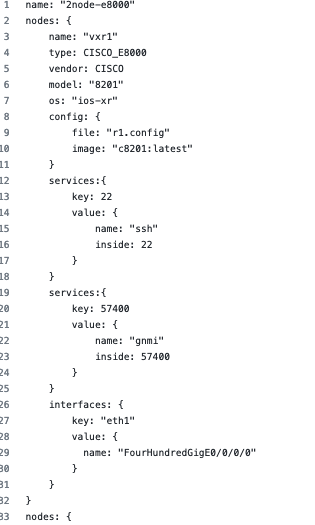 1 name: "2node-e8000"
2 nodes: {
3 name: "vxr1"
4 type: CISCO_E8000
5 vendor: CISCO
6 model: "8201"
7 os: "ios-xr"
8 config: {
9 file: "r1.config"
10 image: "c8201:latest"
11 }
12 services:{
13 key: 22
14 value: {
15 name: "ssh"
16 inside: 22
17 }
18 }
19 services:{
20 key: 57400
21 value: {
22 name: "gnmi"
23 inside: 57400
24 }
25 }
26 interfaces: {
27 key: "eth1"
28 value: {
29 name: "FourHundredGigE0/0/0/0"
30 }
31 }
32 }
33 nodes: {